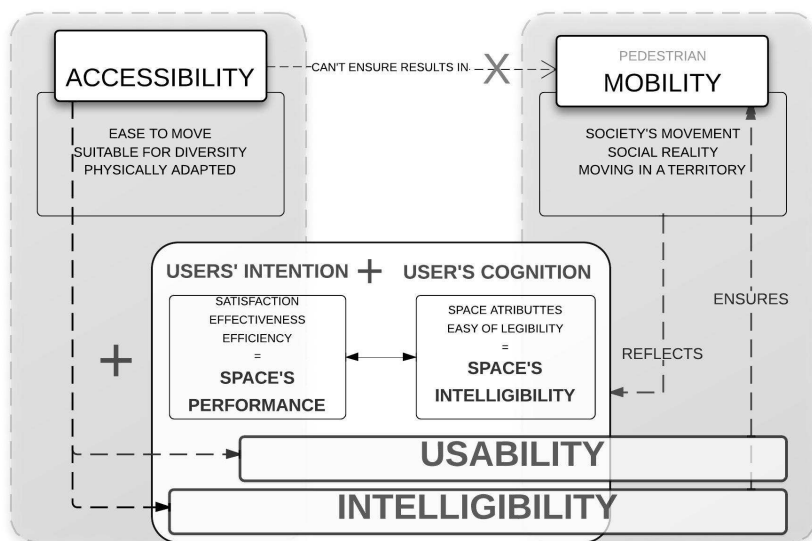 ACCESSIBILITY
CAN'T ENSURE RESULTS IN
X
PEDESTRIAN
MOBILITY
EASE TO MOVE
SUITABLE FOR DIVERSITY
PHYSICALLY ADAPTED
SOCIETY'S MOVEMENT
SOCIAL REALITY
MOVING IN A TERRITORY
USERS' INTENTION + USER'S COGNITION
SATISFACTION
EFFECTIVENESS
EFFICIENCY
=
SPACE'S
PERFORMANCE
SPACE ATRIBUTTES
EASY OF LEGIBILITY
=
SPACE'S
INTELLIGIBILITY
+
REFLECTS
ENSURES
USABILITY
INTELLIGIBILITY